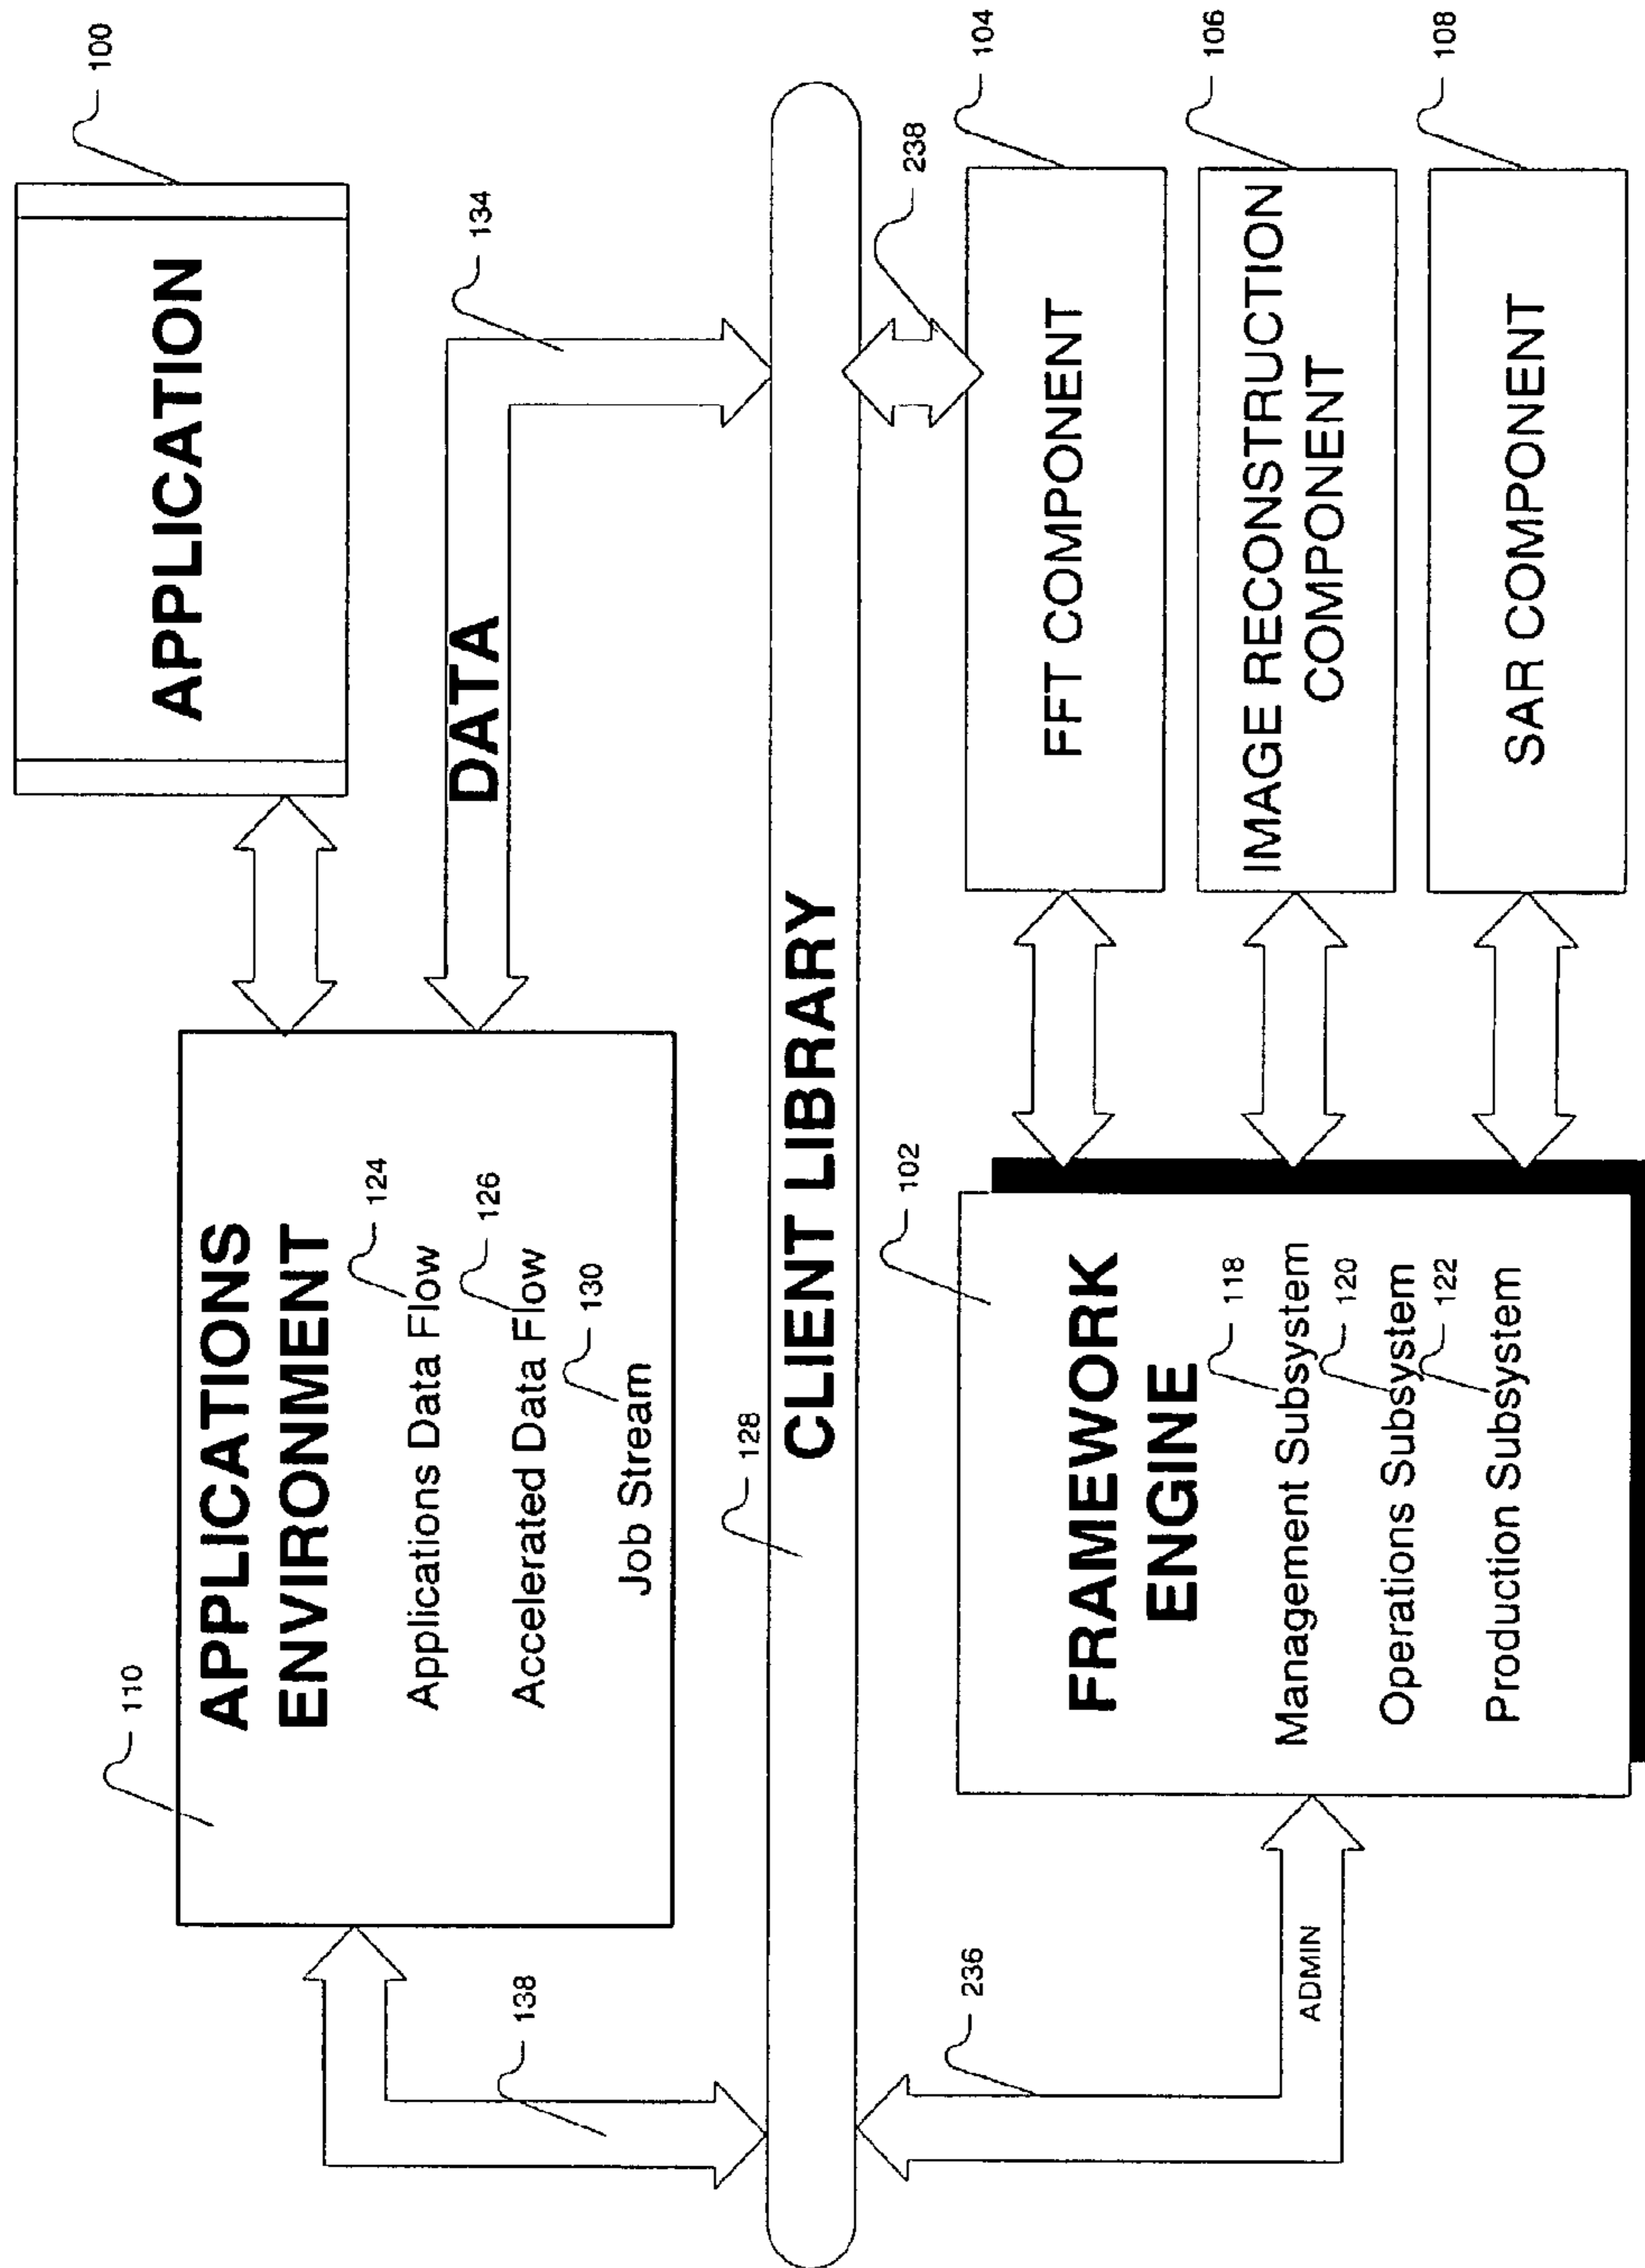 110
APPLICATIONS
ENVIRONMENT
124
Applications Data Flow
126
Accelerated Data Flow
130
Job Stream
100
APPLICATION
DATA
134
138
128
CLIENT LIBRARY
236
ADMIN
102
FRAMEWORK
ENGINE
118
Management Subsystem
120
Operations Subsystem
122
Production Subsystem
238
104
FFT COMPONENT
106
IMAGE RECONSTRUCTION
COMPONENT
108
SAR COMPONENT